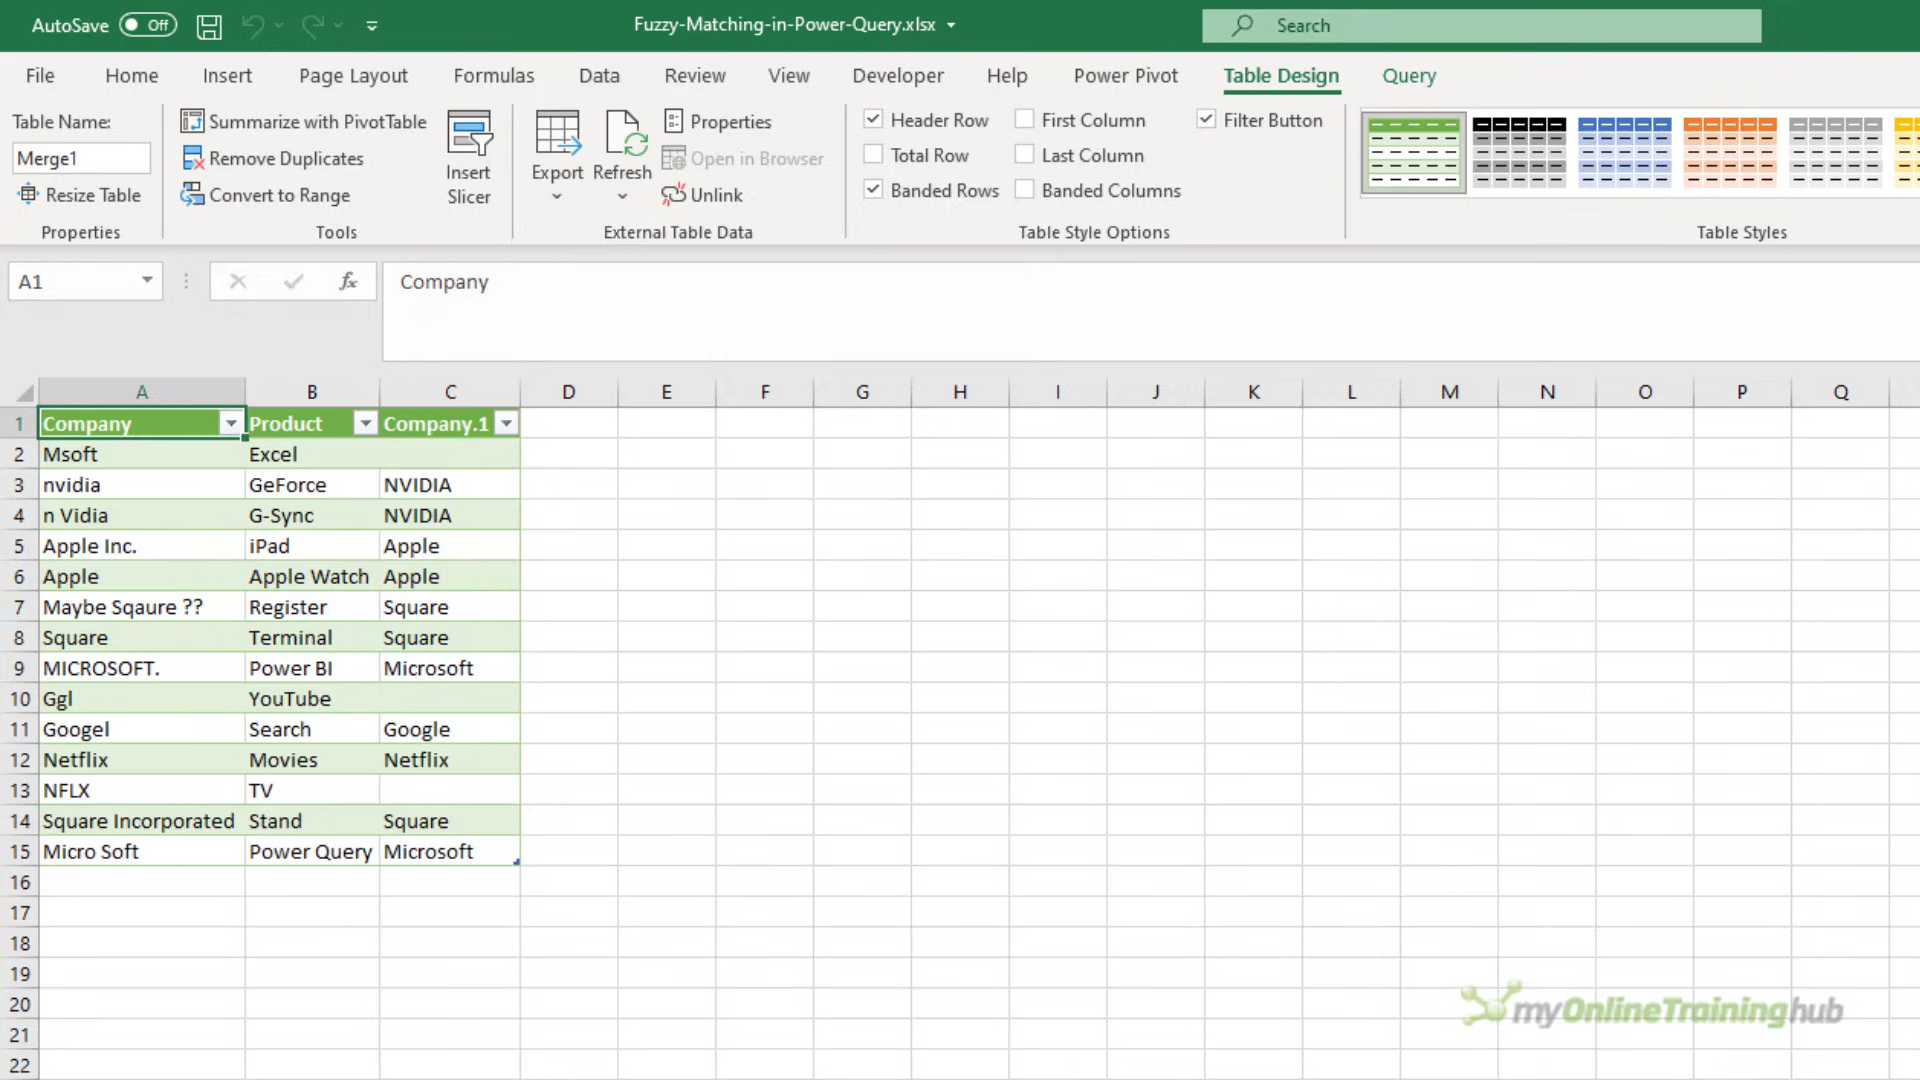 AutoSave Off Fuzzy-Matching-in-Power-Query.xlsx Search
File Home Insert Page Layout Formulas Data Review View Developer Help Power Pivot Table Design Query
Table Name:
Merge1
Resize Table
Properties
Summarize with PivotTable
Remove Duplicates
Convert to Range
Insert
Slicer
Tools
Export
Refresh
Properties
Open in Browser
Unlink
External Table Data
Header Row First Column Filter Button
Total Row Last Column
Banded Rows Banded Columns
Table Style Options
Table Styles
A1 fx Company
A B C D E F G H I J K L M N O P Q
1 Company Product Company.1
2 Msoft Excel
3 nvidia GeForce NVIDIA
4 n Vidia G-Sync NVIDIA
5 Apple Inc. iPad Apple
6 Apple Apple Watch Apple
7 Maybe Sqaure ?? Register Square
8 Square Terminal Square
9 MICROSOFT. Power BI Microsoft
10 Ggl YouTube
11 Googel Search Google
12 Netflix Movies Netflix
13 NFLX TV
14 Square Incorporated Stand Square
15 Micro Soft Power Query Microsoft
16
17
18
19
20
21
22
myOnlineTraininghub